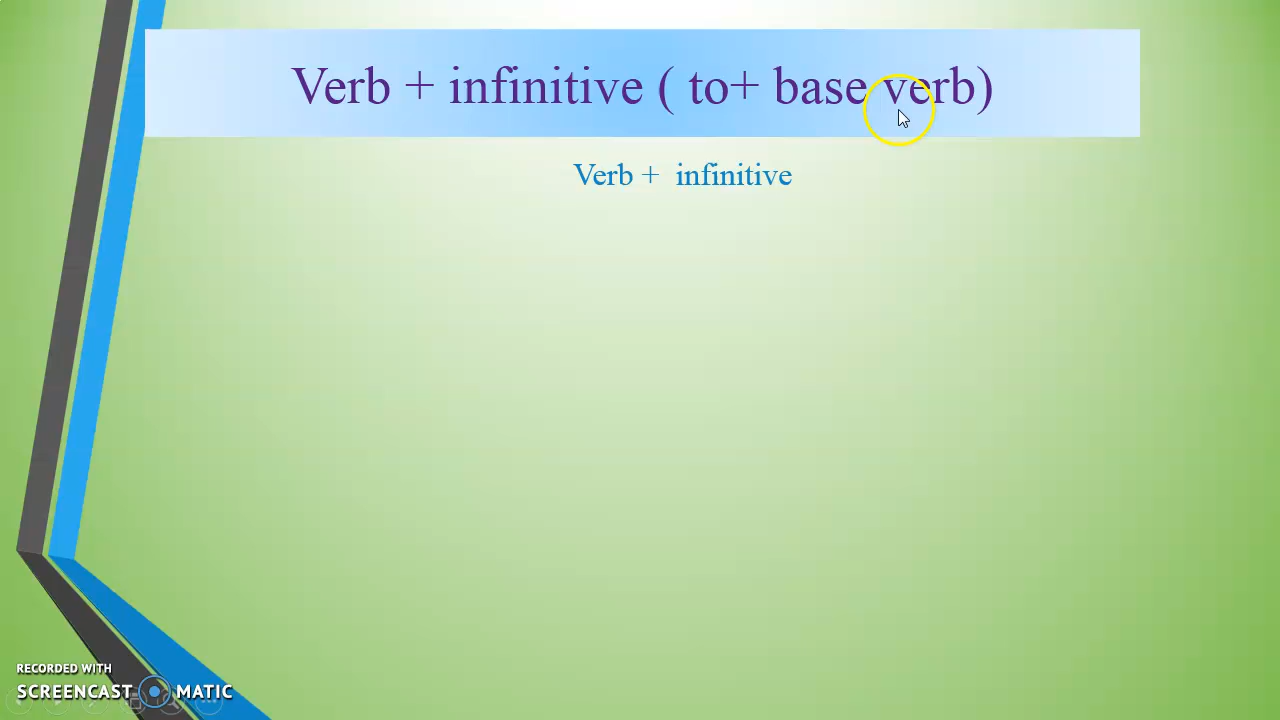 Verb + infinitive ( to+ base verb)
Verb +  infinitive
RECORDED WITH
SCREENCAST MATIC